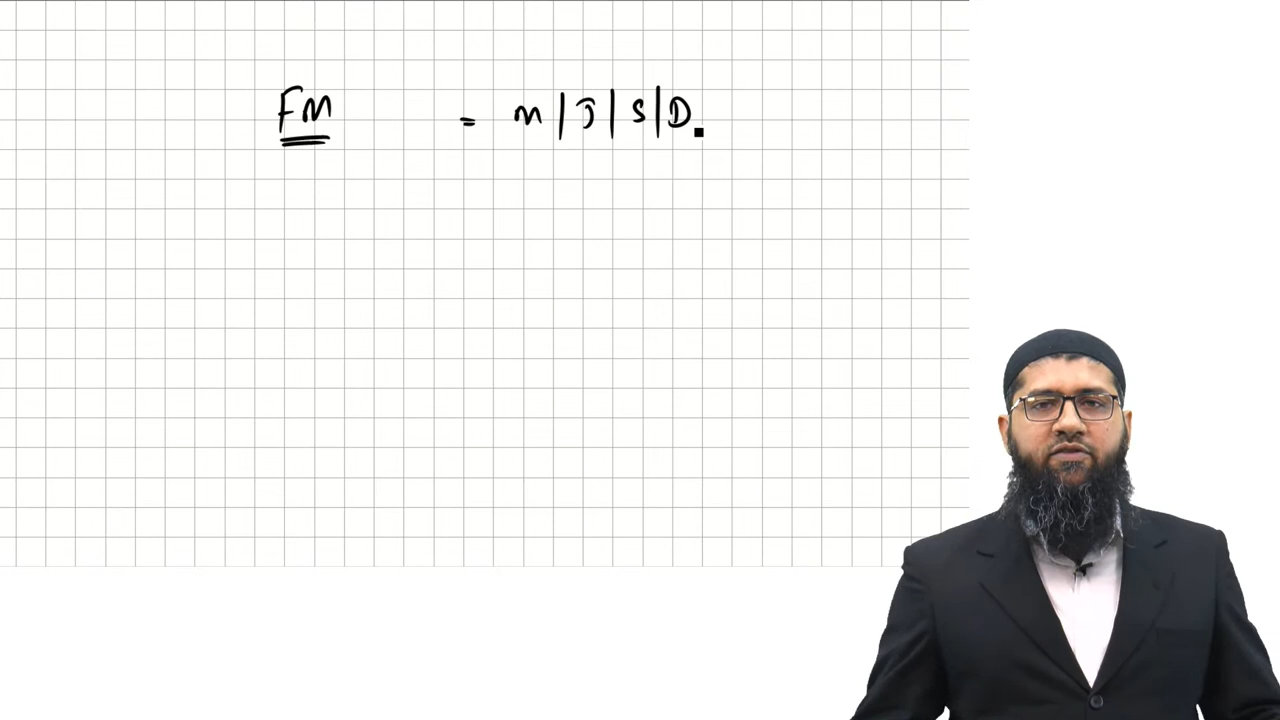 FM = M | J | S | D.